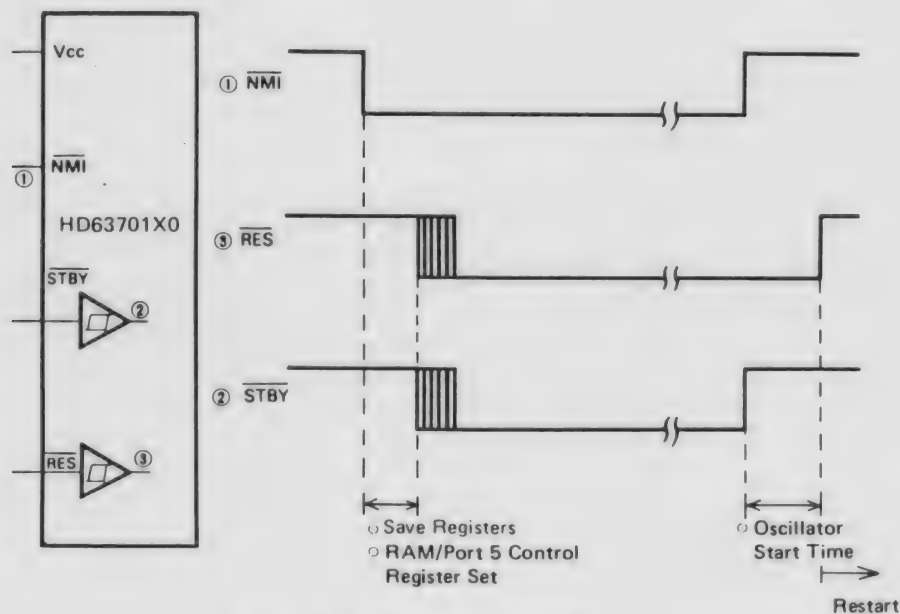 Vcc
① NMI
HD63701X0
STBY
②
RES
③
① NMI
③ RES
② STBY
○ Save Registers
○ RAM/Port 5 Control
Register Set
○ Oscillator
Start Time
Restart